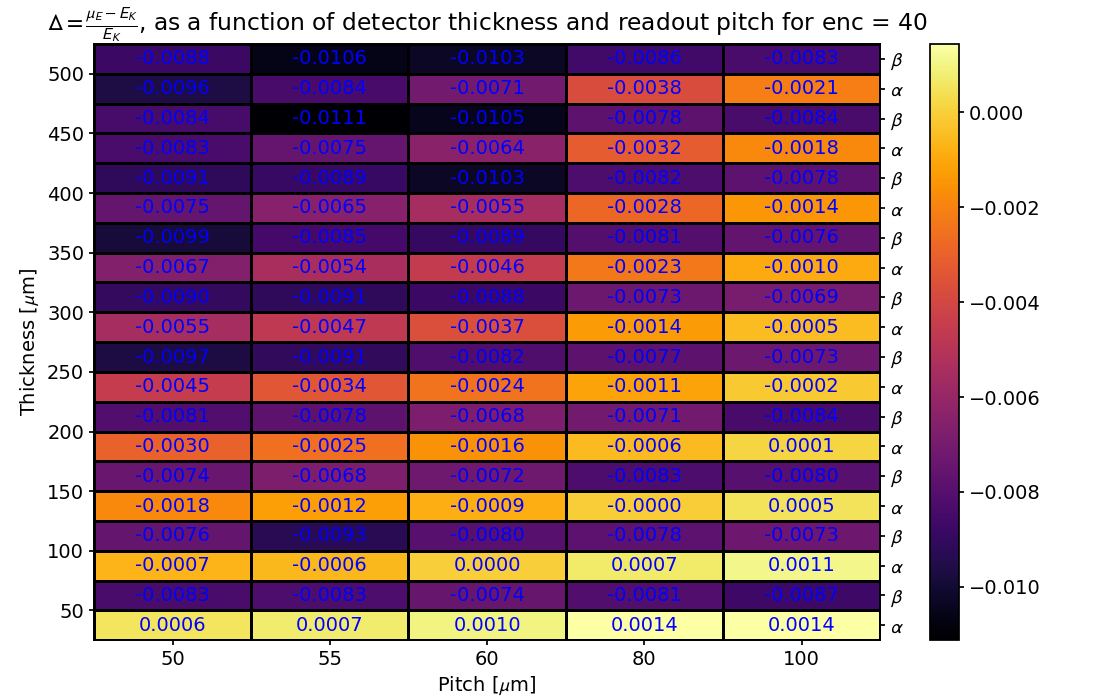 Δ = (μ_E − E_K)/E_K, as a function of detector thickness and readout pitch for enc = 40
-0.0088 -0.0106 -0.0103 -0.0086 -0.0083 β
500
-0.0096 -0.0084 -0.0071 -0.0038 -0.0021 α
-0.0084 -0.0111 -0.0105 -0.0078 -0.0084 β
450
-0.0083 -0.0075 -0.0064 -0.0032 -0.0018 α
-0.0091 -0.0089 -0.0103 -0.0082 -0.0078 β
400
-0.0075 -0.0065 -0.0055 -0.0028 -0.0014 α
-0.0099 -0.0085 -0.0089 -0.0081 -0.0076 β
350
-0.0067 -0.0054 -0.0046 -0.0023 -0.0010 α
-0.0090 -0.0091 -0.0088 -0.0073 -0.0069 β
300
-0.0055 -0.0047 -0.0037 -0.0014 -0.0005 α
-0.0097 -0.0091 -0.0082 -0.0077 -0.0073 β
250
-0.0045 -0.0034 -0.0024 -0.0011 -0.0002 α
-0.0081 -0.0078 -0.0068 -0.0071 -0.0084 β
200
-0.0030 -0.0025 -0.0016 -0.0006 0.0001 α
-0.0074 -0.0068 -0.0072 -0.0083 -0.0080 β
150
-0.0018 -0.0012 -0.0009 -0.0000 0.0005 α
-0.0076 -0.0093 -0.0080 -0.0078 -0.0073 β
100
-0.0007 -0.0006 0.0000 0.0007 0.0011 α
-0.0083 -0.0083 -0.0074 -0.0081 -0.0087 β
50
0.0006 0.0007 0.0010 0.0014 0.0014 α
50 55 60 80 100
Pitch [μm]
Thickness [μm]
0.000
−0.002
−0.004
−0.006
−0.008
−0.010